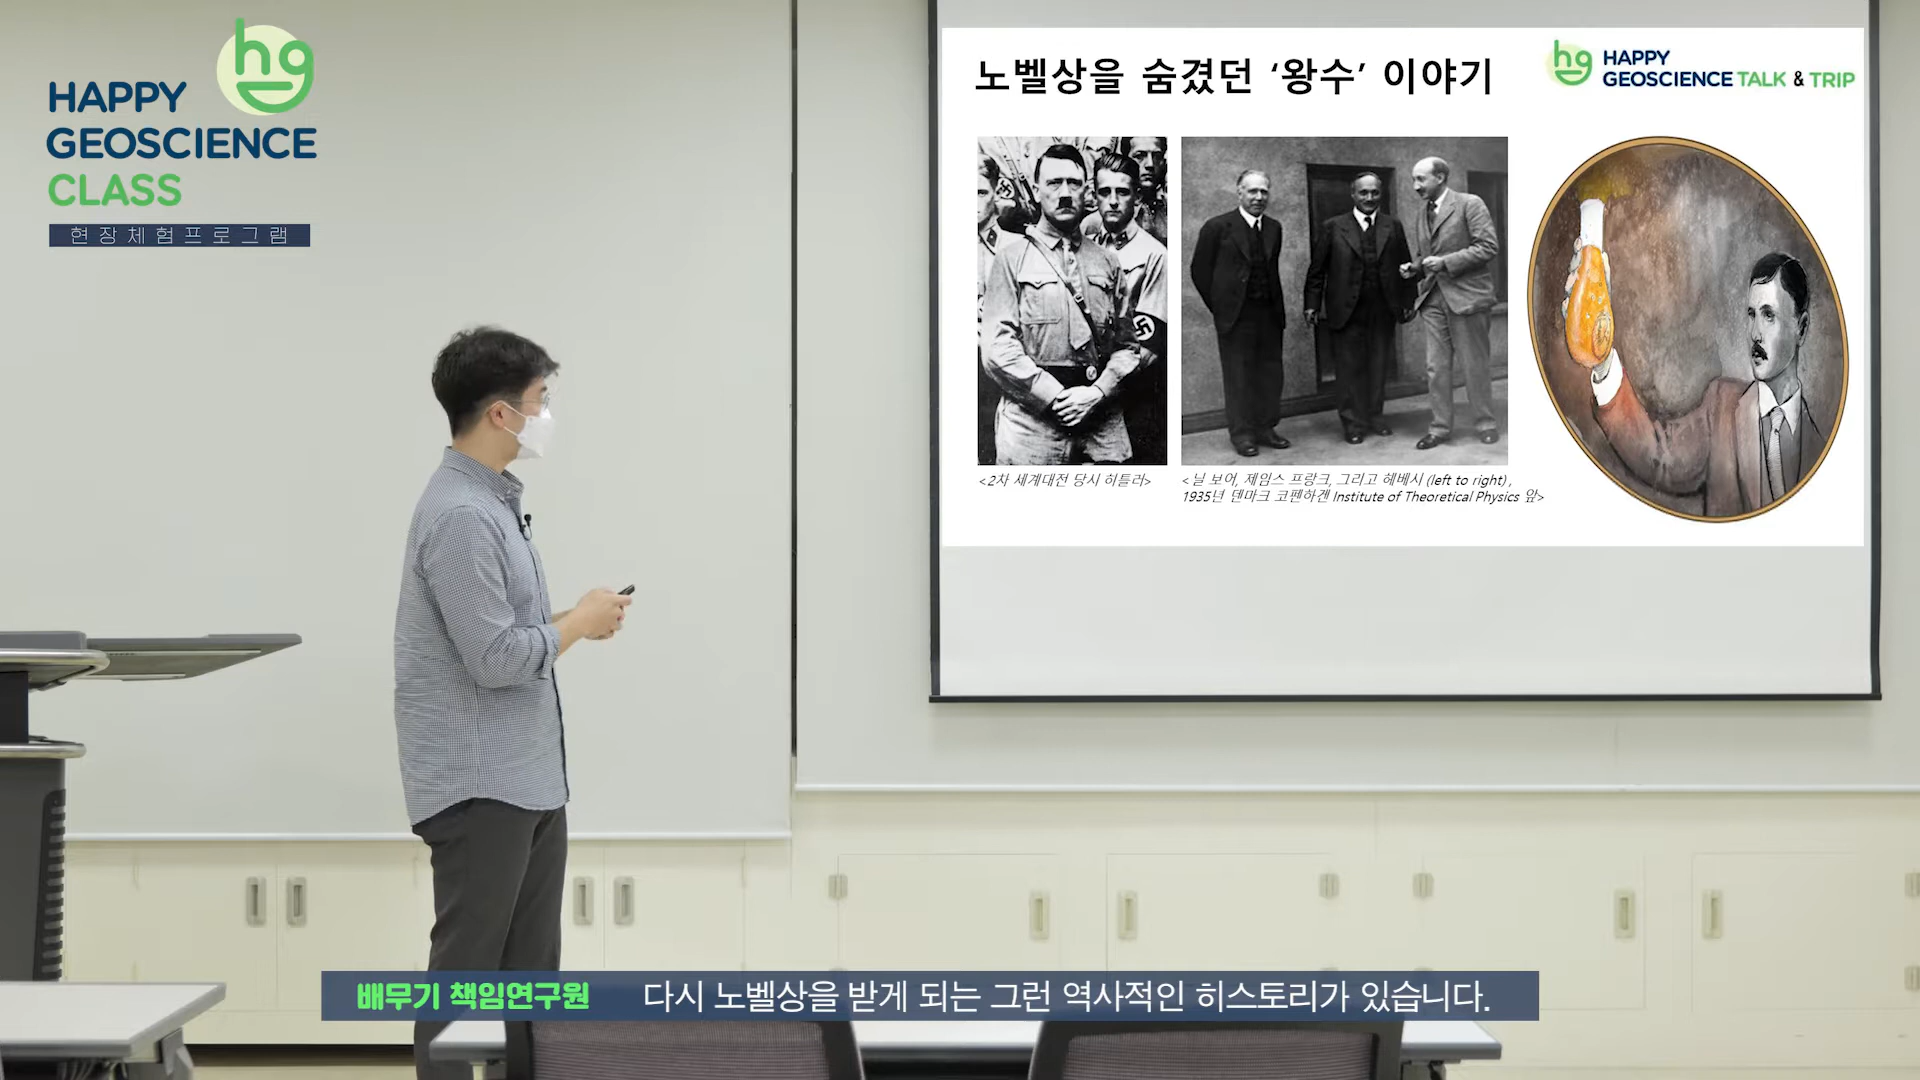 hg
HAPPY
GEOSCIENCE
CLASS
현장체험프로그램
노벨상을 숨겼던 ‘왕수’ 이야기
hg HAPPY
GEOSCIENCE TALK & TRIP
<2차 세계대전 당시 히틀러>
<닐 보어, 제임스 프랑크, 그리고 헤베시 (left to right),
1935년 덴마크 코펜하겐 Institute of Theoretical Physics 앞>
배무기 책임연구원 다시 노벨상을 받게 되는 그런 역사적인 히스토리가 있습니다.